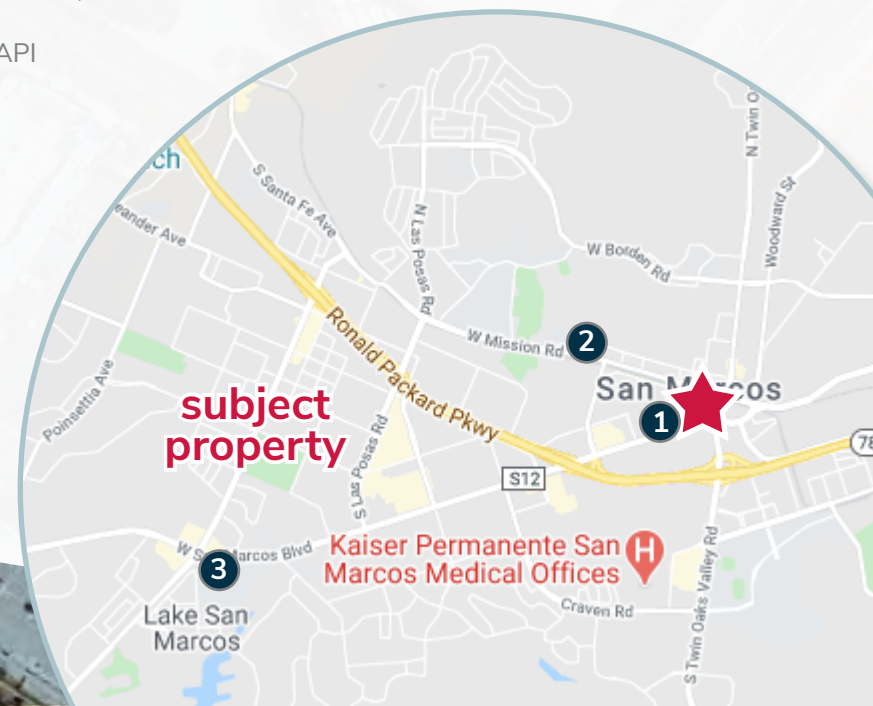 API
ch
N Twin O
S Santa Fe Ave
Woodward St
eander Ave
N Las Posas Rd
W Borden Rd
Ronald Packard Pkwy
W Mission Rd
2
San Marcos
Poinsettia Ave
subject
property
1
78
S Las Posas Rd
S12
W San Marcos Blvd
3
Kaiser Permanente San
Marcos Medical Offices
H
Lake San
Marcos
Craven Rd
S Twin Oaks Valley Rd